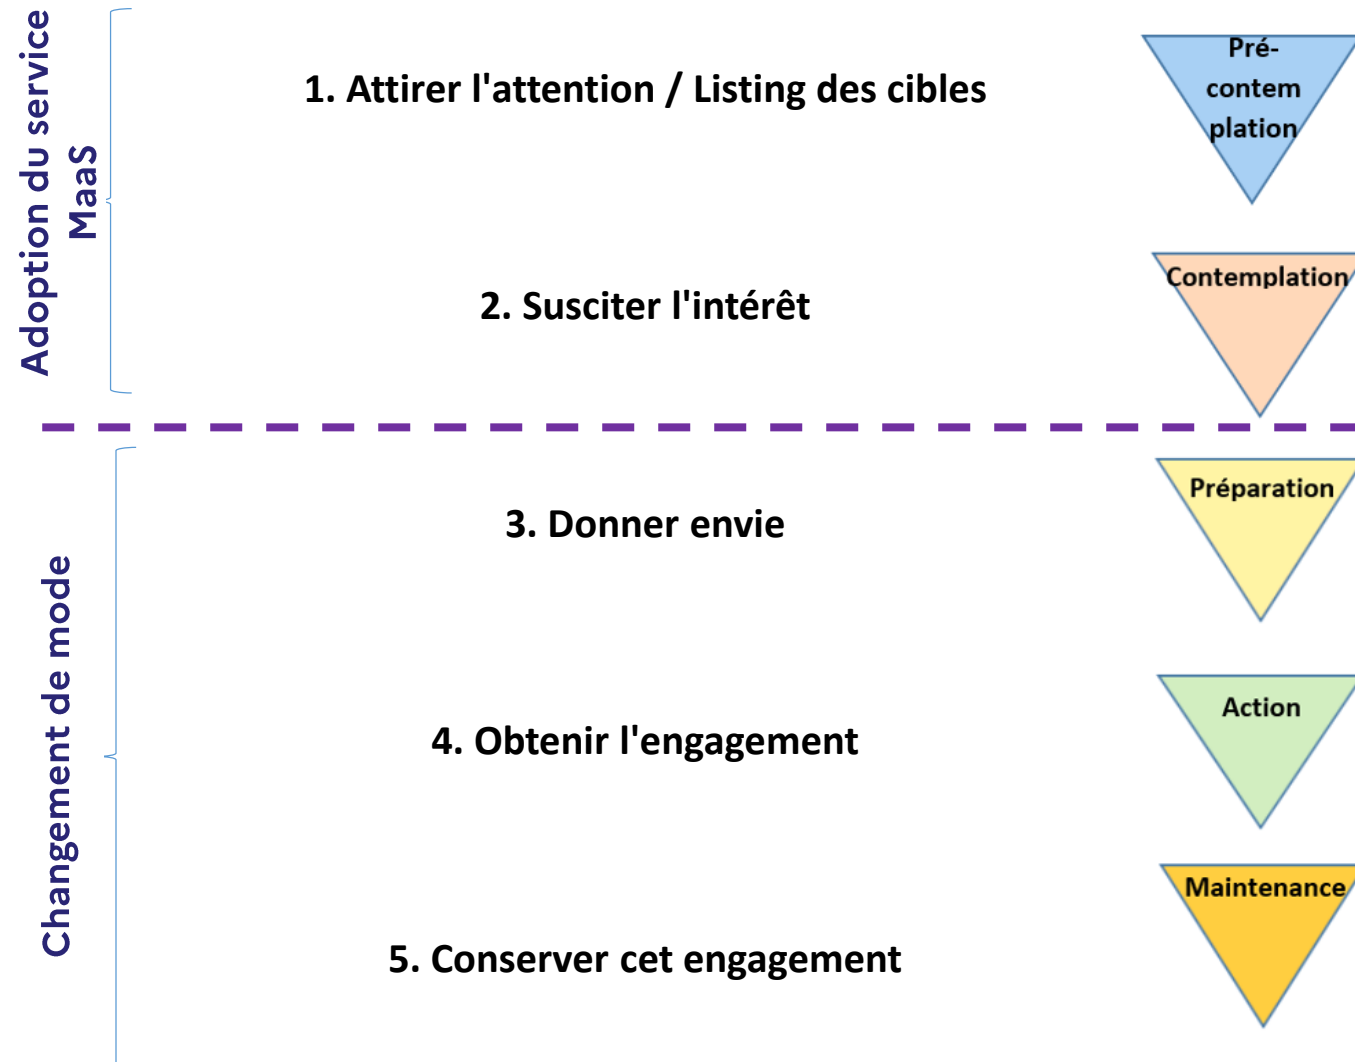 Adoption du service
MaaS
1. Attirer l'attention / Listing des cibles
Pré-
contem
plation
2. Susciter l'intérêt
Contemplation
Changement de mode
3. Donner envie
Préparation
4. Obtenir l'engagement
Action
5. Conserver cet engagement
Maintenance